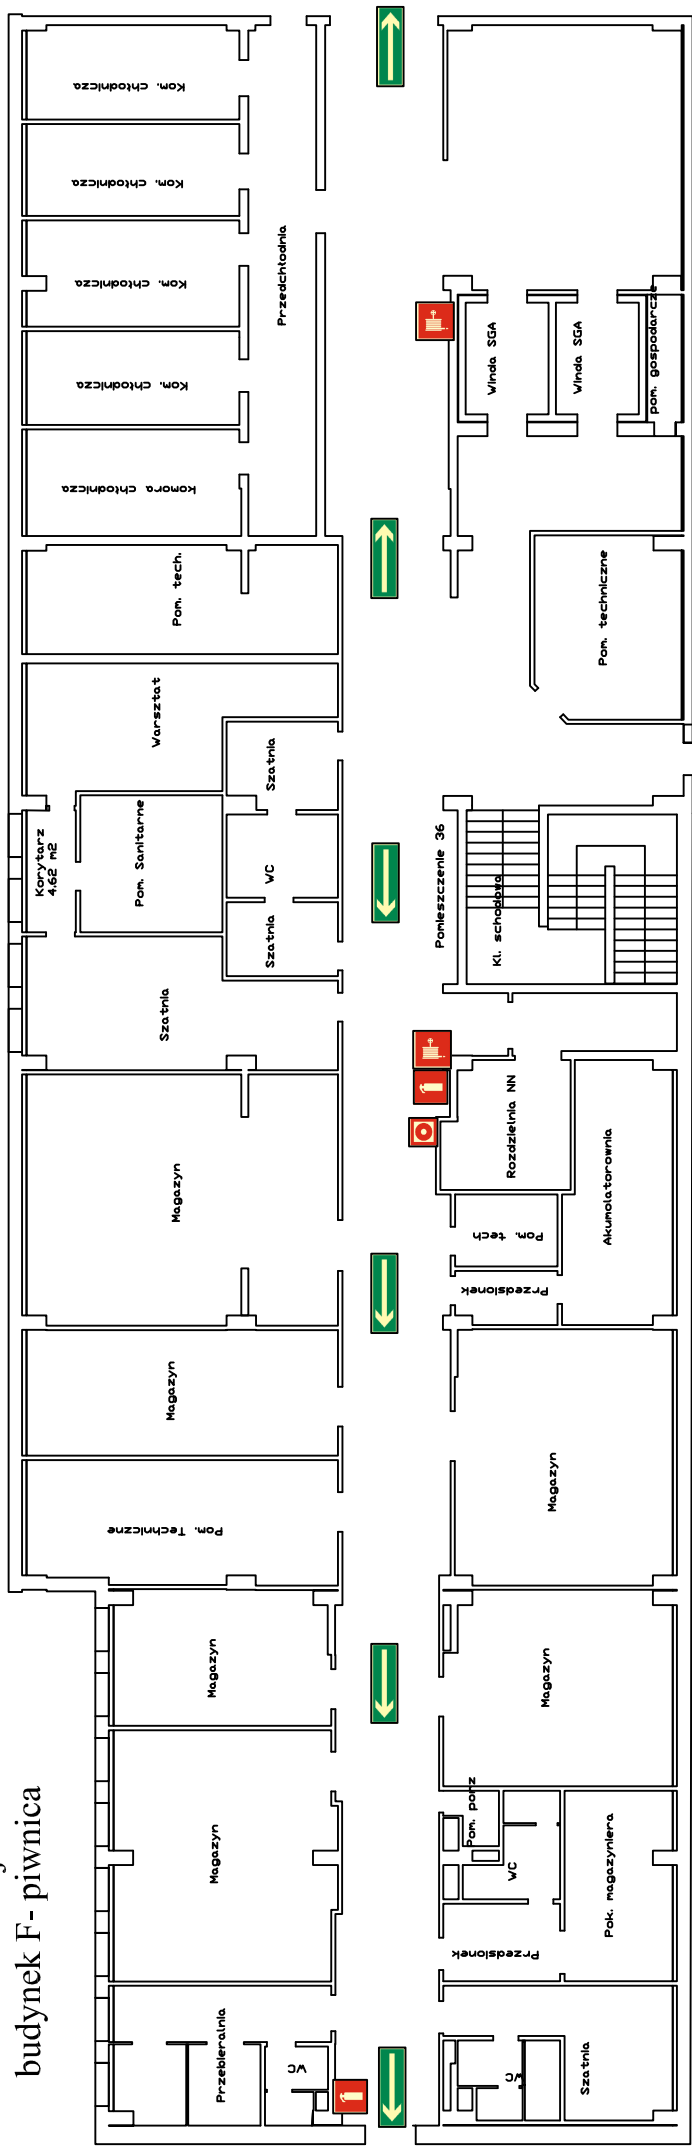 Kom. chłodnicza
Kom. chłodnicza
Kom. chłodnicza
Kom. chłodnicza
Komora chłodnicza
Przedchłodnia
Winda SGA
Winda SGA
pom. gospodarcze
Pom. tech.
Pom. techniczne
Warsztat
Szatnia
Korytarz
4.62 m2
Pom. Sanitarne
WC
Szatnia
Szatnia
Pomieszczenie 36
Kl. schodowa
Magazyn
Rozdzielnia NN
Akumolatorownia
Pom. tech
Przedsionek
Magazyn
Magazyn
Pom. Techniczne
Magazyn
Magazyn
Magazyn
Pom. porz
WC
Pok. magazyniera
Przedsionek
Przebieralnia
WC
WC
Szatnia
budynek F- piwnica